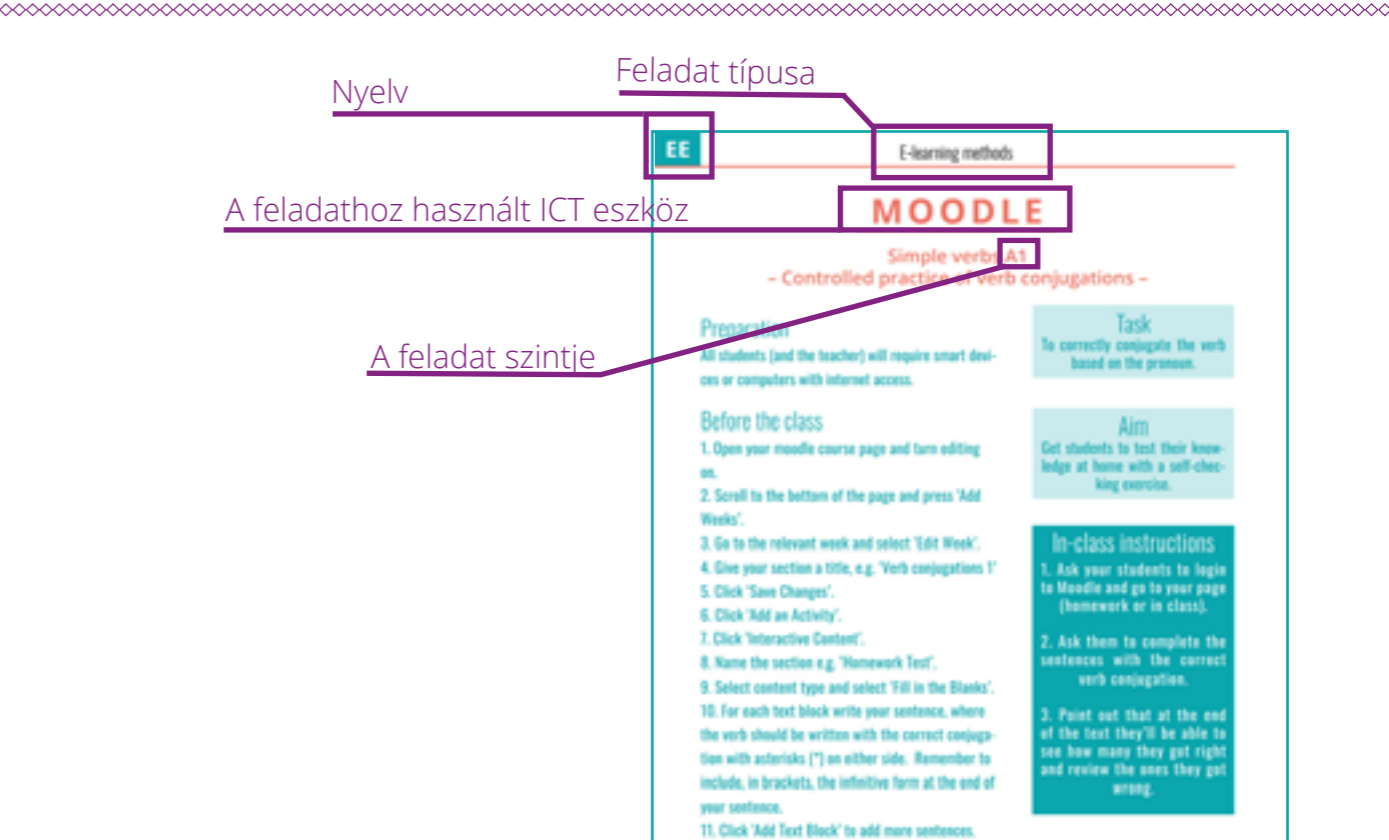 Feladat típusa
Nyelv
EE
E-learning methods
A feladathoz használt ICT eszköz
MOODLE
Simple verbs A1
– Controlled practice of verb conjugations –
A feladat szintje
Preparation
All students (and the teacher) will require smart devi-
ces or computers with internet access.
Before the class
1. Open your moodle course page and turn editing
on.
2. Scroll to the bottom of the page and press 'Add
Weeks'.
3. Go to the relevant week and select 'Edit Week'.
4. Give your section a title, e.g. 'Verb conjugations 1'
5. Click 'Save Changes'.
6. Click 'Add an Activity'.
7. Click 'Interactive Content'.
8. Name the section e.g. 'Homework Test'.
9. Select content type and select 'Fill in the Blanks'.
10. For each text block write your sentence, where
the verb should be written with the correct conjuga-
tion with asterisks (*) on either side. Remember to
include, in brackets, the infinitive form at the end of
your sentence.
11. Click 'Add Text Block' to add more sentences.
Task
To correctly conjugate the verb
based on the pronoun.
Aim
Get students to test their know-
ledge at home with a self-chec-
king exercise.
In-class instructions
1. Ask your students to login
to Moodle and go to your page
(homework or in class).
2. Ask them to complete the
sentences with the correct
verb conjugation.
3. Point out that at the end
of the text they'll be able to
see how many they got right
and review the ones they got
wrong.